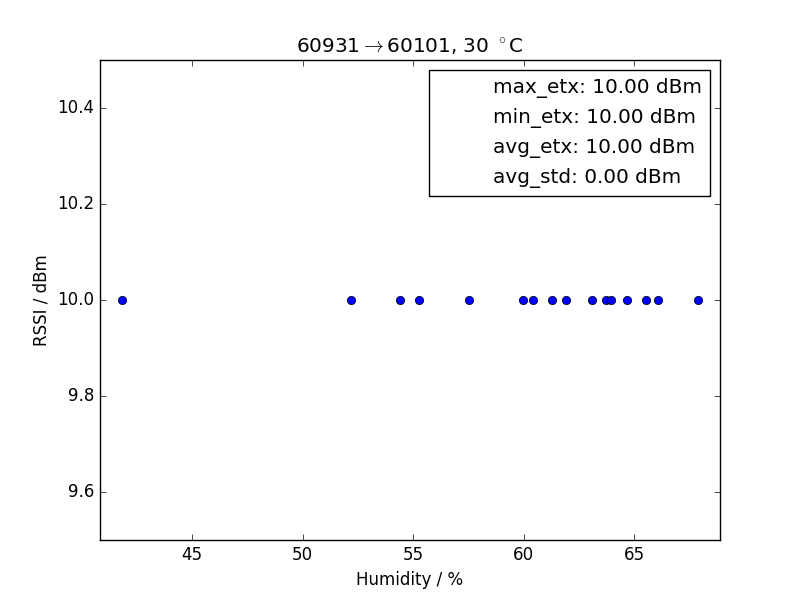 60931→60101, 30 °C
max_etx: 10.00 dBm
min_etx: 10.00 dBm
avg_etx: 10.00 dBm
avg_std: 0.00 dBm
RSSI / dBm
10.4
10.2
10.0
9.8
9.6
45 50 55 60 65
Humidity / %